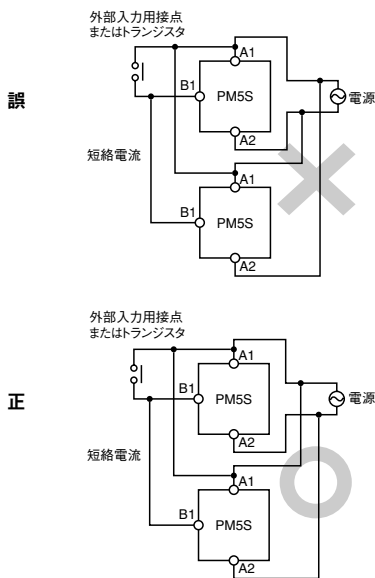 外部入力用接点
またはトランジスタ
誤
A1
B1
PM5S
電源
A2
短絡電流
A1
B1
PM5S
A2
外部入力用接点
またはトランジスタ
正
A1
B1
PM5S
電源
A2
短絡電流
A1
B1
PM5S
A2